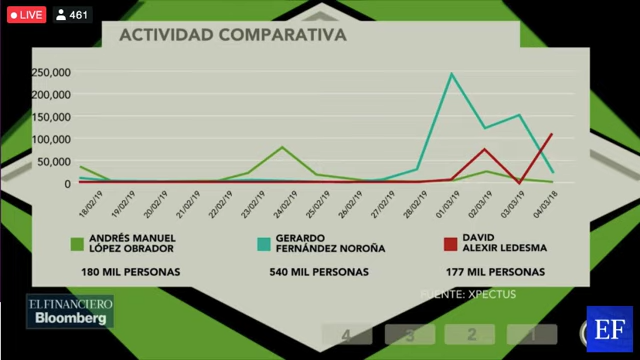 LIVE
461
ACTIVIDAD COMPARATIVA
250,000
200,000
150,000
100,000
50,000
0
18/02/19
19/02/19
20/02/19
21/02/19
22/02/19
23/02/19
24/02/19
25/02/19
26/02/19
27/02/19
28/02/19
01/03/19
02/03/19
03/03/19
04/03/18
ANDRÉS MANUEL
LÓPEZ OBRADOR
180 MIL PERSONAS
GERARDO
FERNÁNDEZ NOROÑA
540 MIL PERSONAS
DAVID
ALEXIR LEDESMA
177 MIL PERSONAS
FUENTE: XPECTUS
EL FINANCIERO
Bloomberg
4
3
2
1
EF